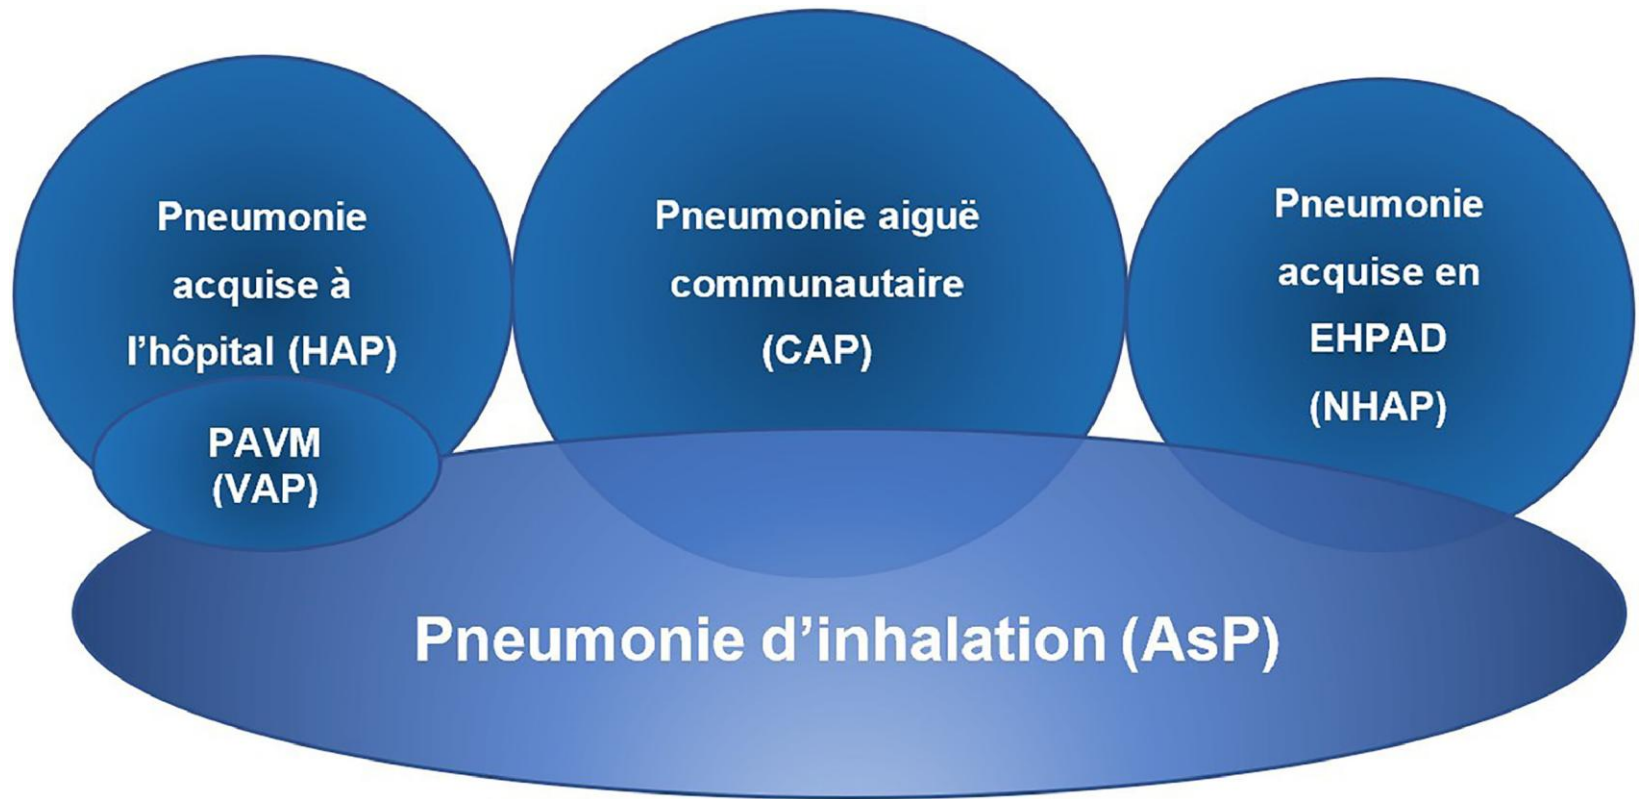 Pneumonie
acquise à
l’hôpital (HAP)
PAVM
(VAP)
Pneumonie aiguë
communautaire
(CAP)
Pneumonie
acquise en
EHPAD
(NHAP)
Pneumonie d’inhalation (AsP)